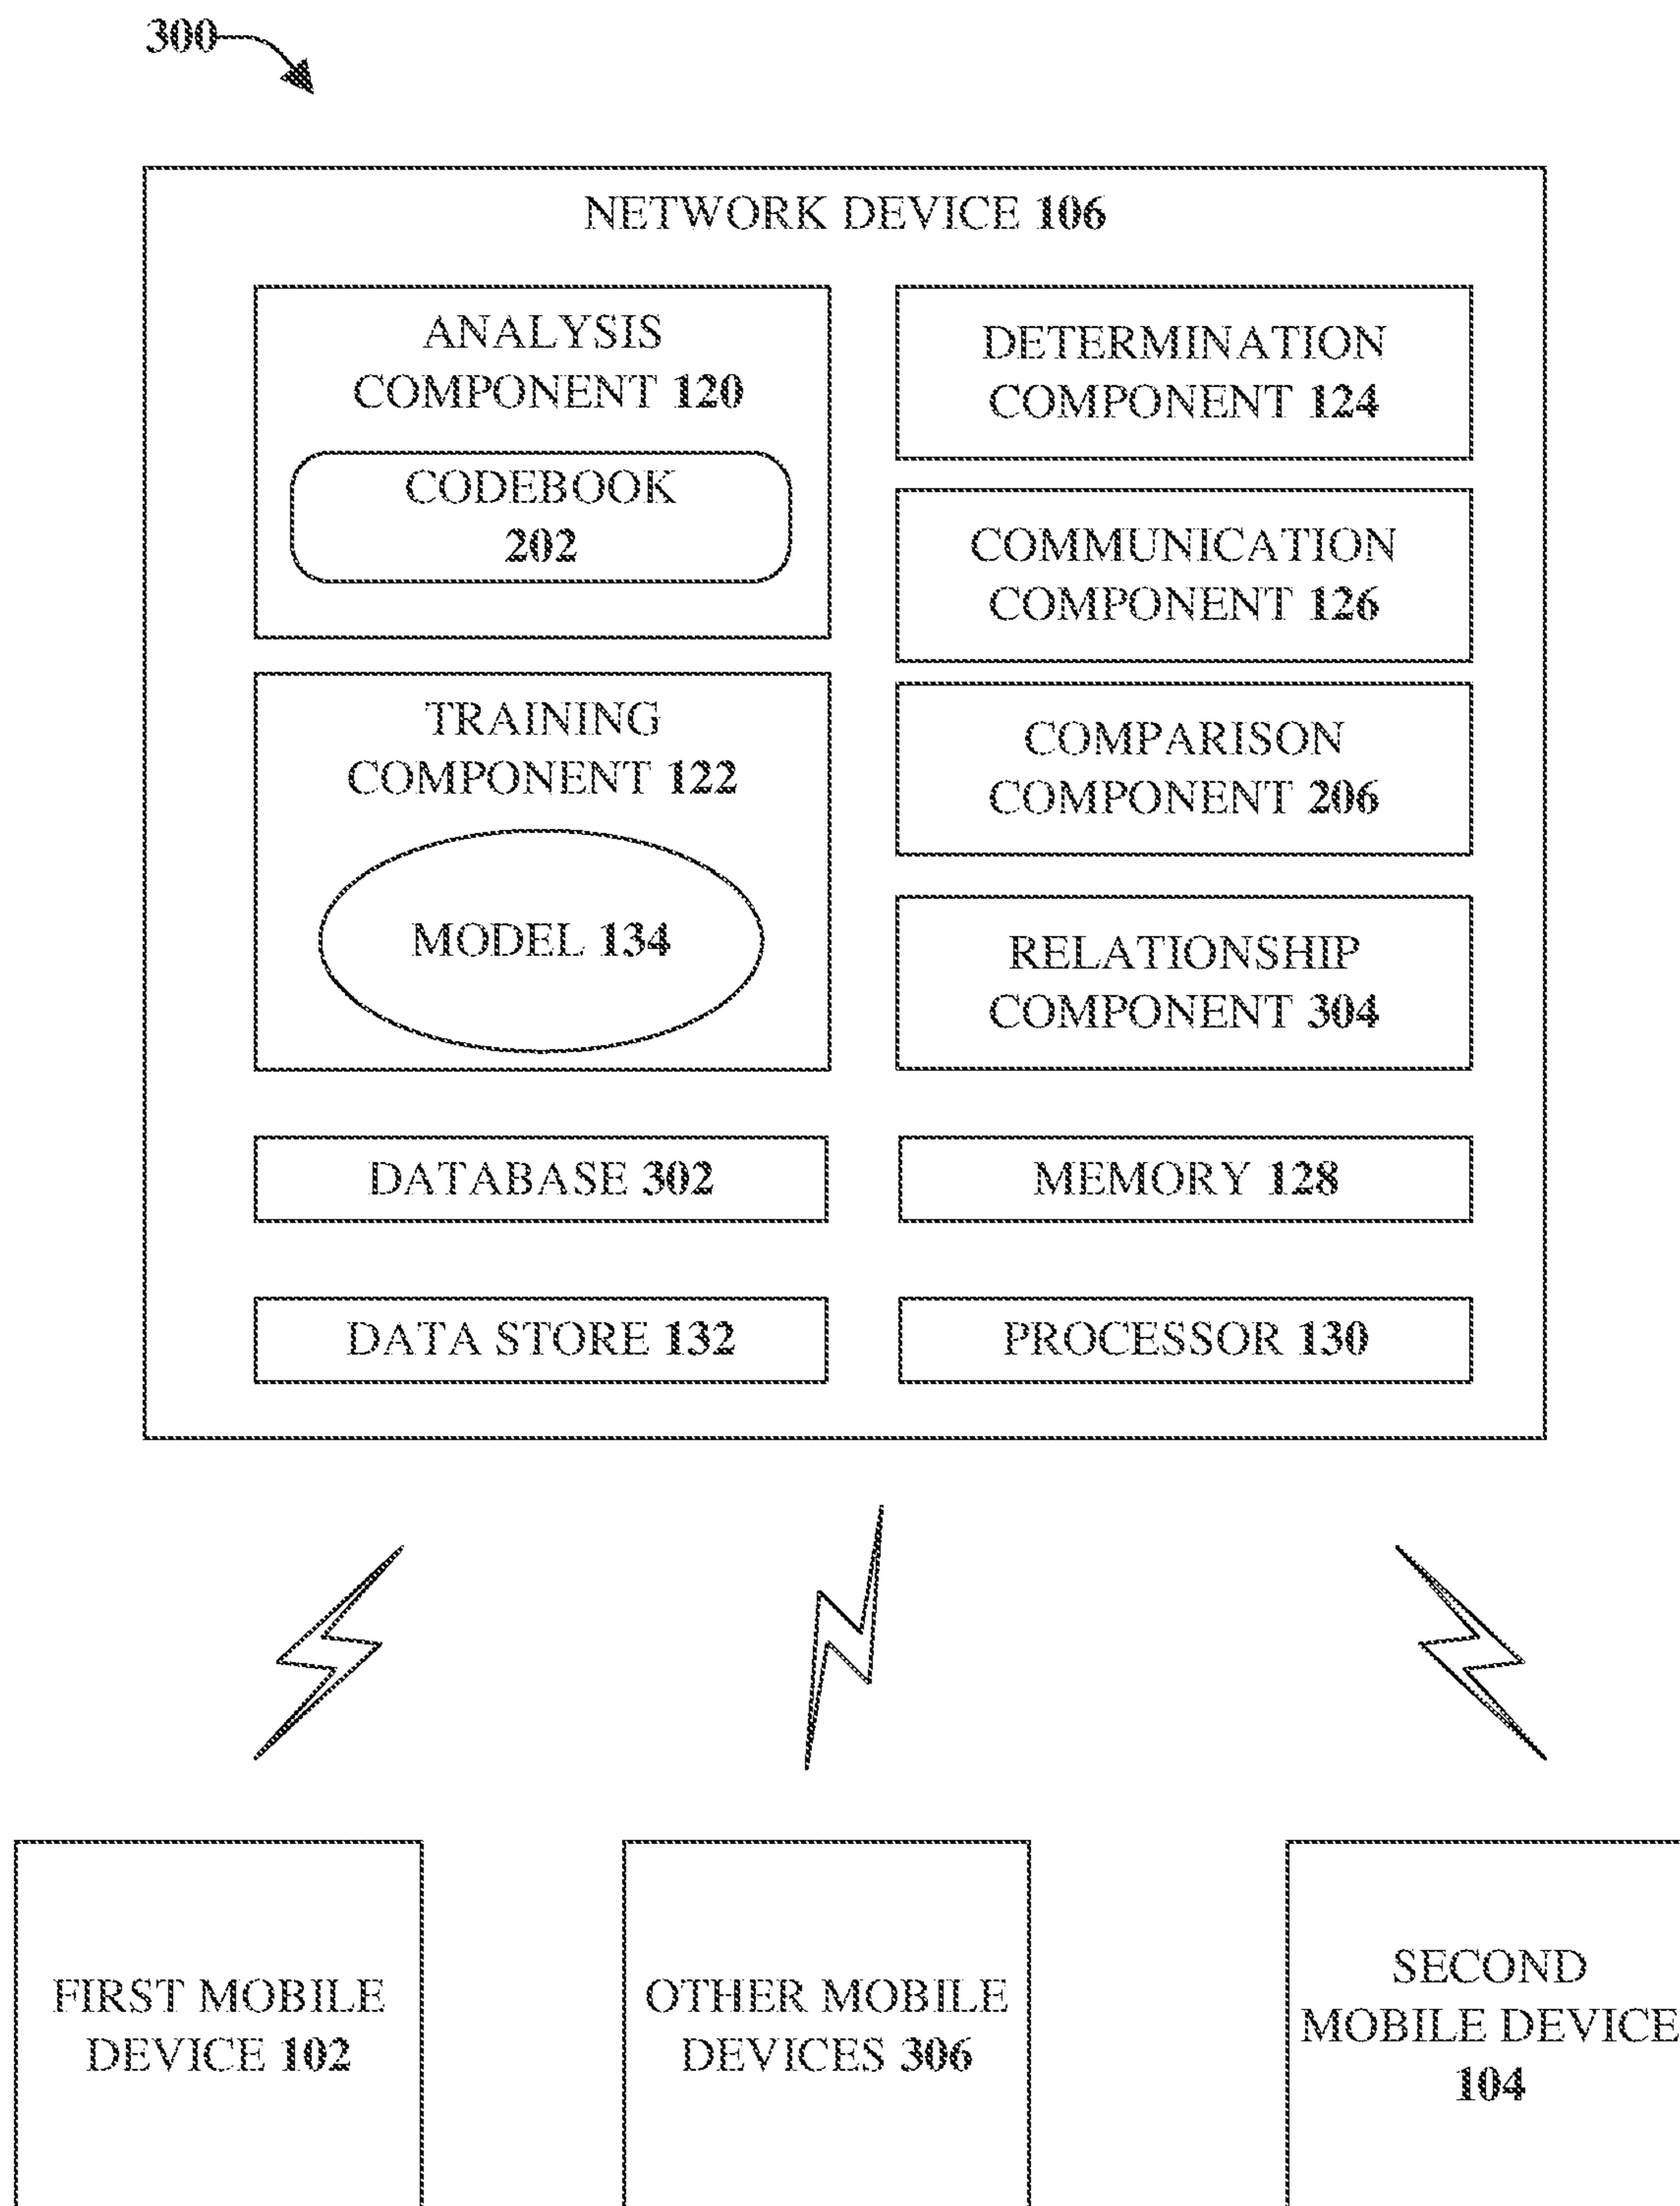 300
NETWORK DEVICE 106
ANALYSIS
COMPONENT 120
CODEBOOK
202
TRAINING
COMPONENT 122
MODEL 134
DETERMINATION
COMPONENT 124
COMMUNICATION
COMPONENT 126
COMPARISON
COMPONENT 206
RELATIONSHIP
COMPONENT 304
DATABASE 302
MEMORY 128
DATA STORE 132
PROCESSOR 130
FIRST MOBILE
DEVICE 102
OTHER MOBILE
DEVICES 306
SECOND
MOBILE DEVICE
104